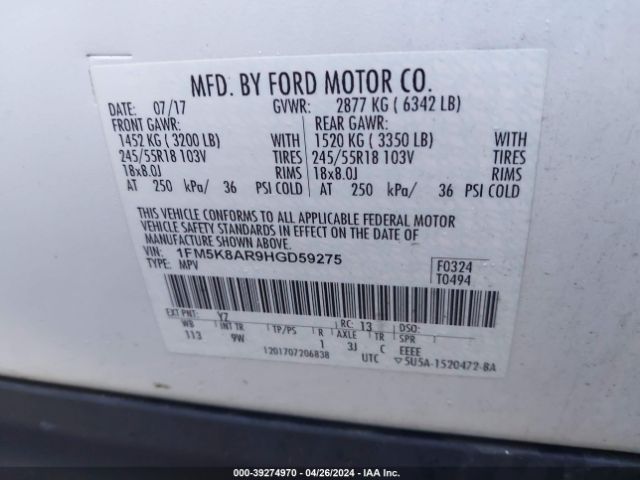 MFD. BY FORD MOTOR CO.
DATE: 07/17 GVWR: 2877 KG ( 6342 LB)
FRONT GAWR: REAR GAWR:
1452 KG ( 3200 LB) WITH 1520 KG ( 3350 LB) WITH
245/55R18 103V TIRES 245/55R18 103V TIRES
18x8.0J RIMS 18x8.0J RIMS
AT 250 kPa/ 36 PSI COLD AT 250 kPa/ 36 PSI COLD
THIS VEHICLE CONFORMS TO ALL APPLICABLE FEDERAL MOTOR
VEHICLE SAFETY STANDARDS IN EFFECT ON THE DATE OF
MANUFACTURE SHOWN ABOVE.
VIN: 1FM5K8AR9HGD59275 F0324
TYPE: MPV T0494
EXT PNT: YZ RC: 13 DSO:
WB INT TR TP/PS R AXLE TR SPR
113 9W 1 3J C EEEE
1201707206838 UTC ▽5U5A-1520472-BA
000-39274970 - 04/26/2024 - IAA Inc.